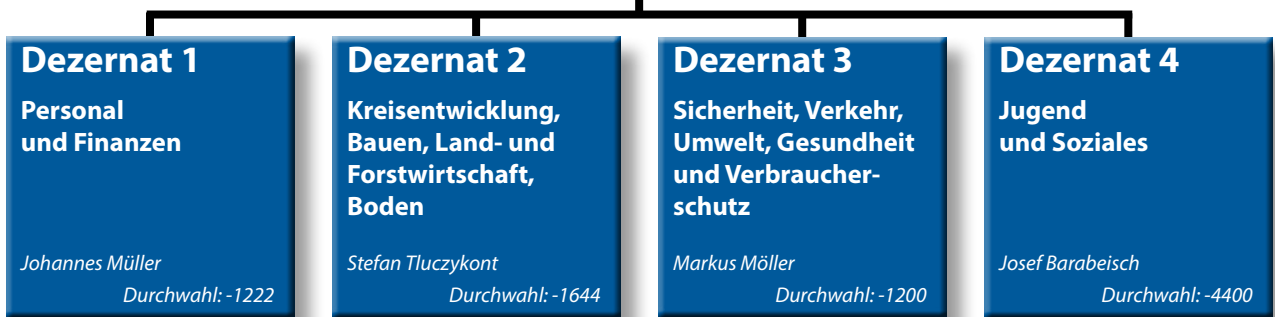 Dezernat 1
Personal
und Finanzen
Johannes Müller
Durchwahl: -1222
Dezernat 2
Kreisentwicklung,
Bauen, Land- und
Forstwirtschaft,
Boden
Stefan Tluczykont
Durchwahl: -1644
Dezernat 3
Sicherheit, Verkehr,
Umwelt, Gesundheit
und Verbraucher-
schutz
Markus Möller
Durchwahl: -1200
Dezernat 4
Jugend
und Soziales
Josef Barabeisch
Durchwahl: -4400